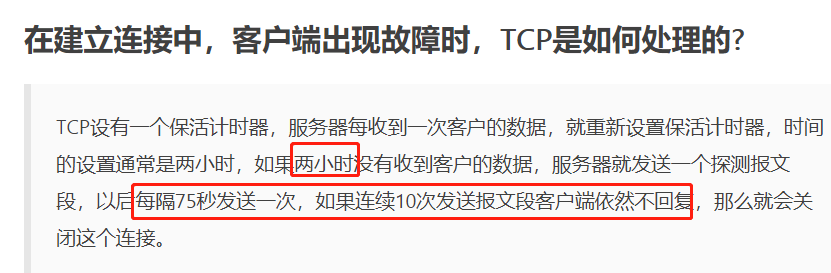 在建立连接中，客户端出现故障时，TCP是如何处理的?
TCP设有一个保活计时器，服务器每收到一次客户的数据，就重新设置保活计时器，时间
的设置通常是两小时，如果两小时没有收到客户的数据，服务器就发送一个探测报文
段，以后每隔75秒发送一次，如果连续10次发送报文段客户端依然不回复，那么就会关
闭这个连接。